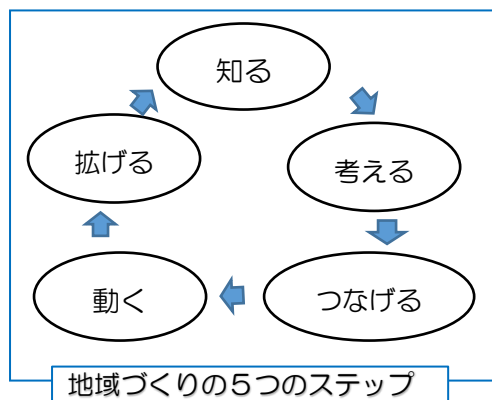 知る
考える
つなげる
動く
拡げる
地域づくりの５つのステップ